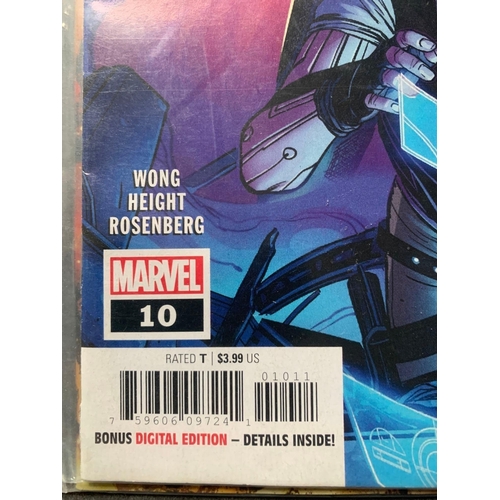 WONG
HEIGHT
ROSENBERG
MARVEL
10
RATED T | $3.99 US
01011
7 59606 09724 1
BONUS DIGITAL EDITION – DETAILS INSIDE!